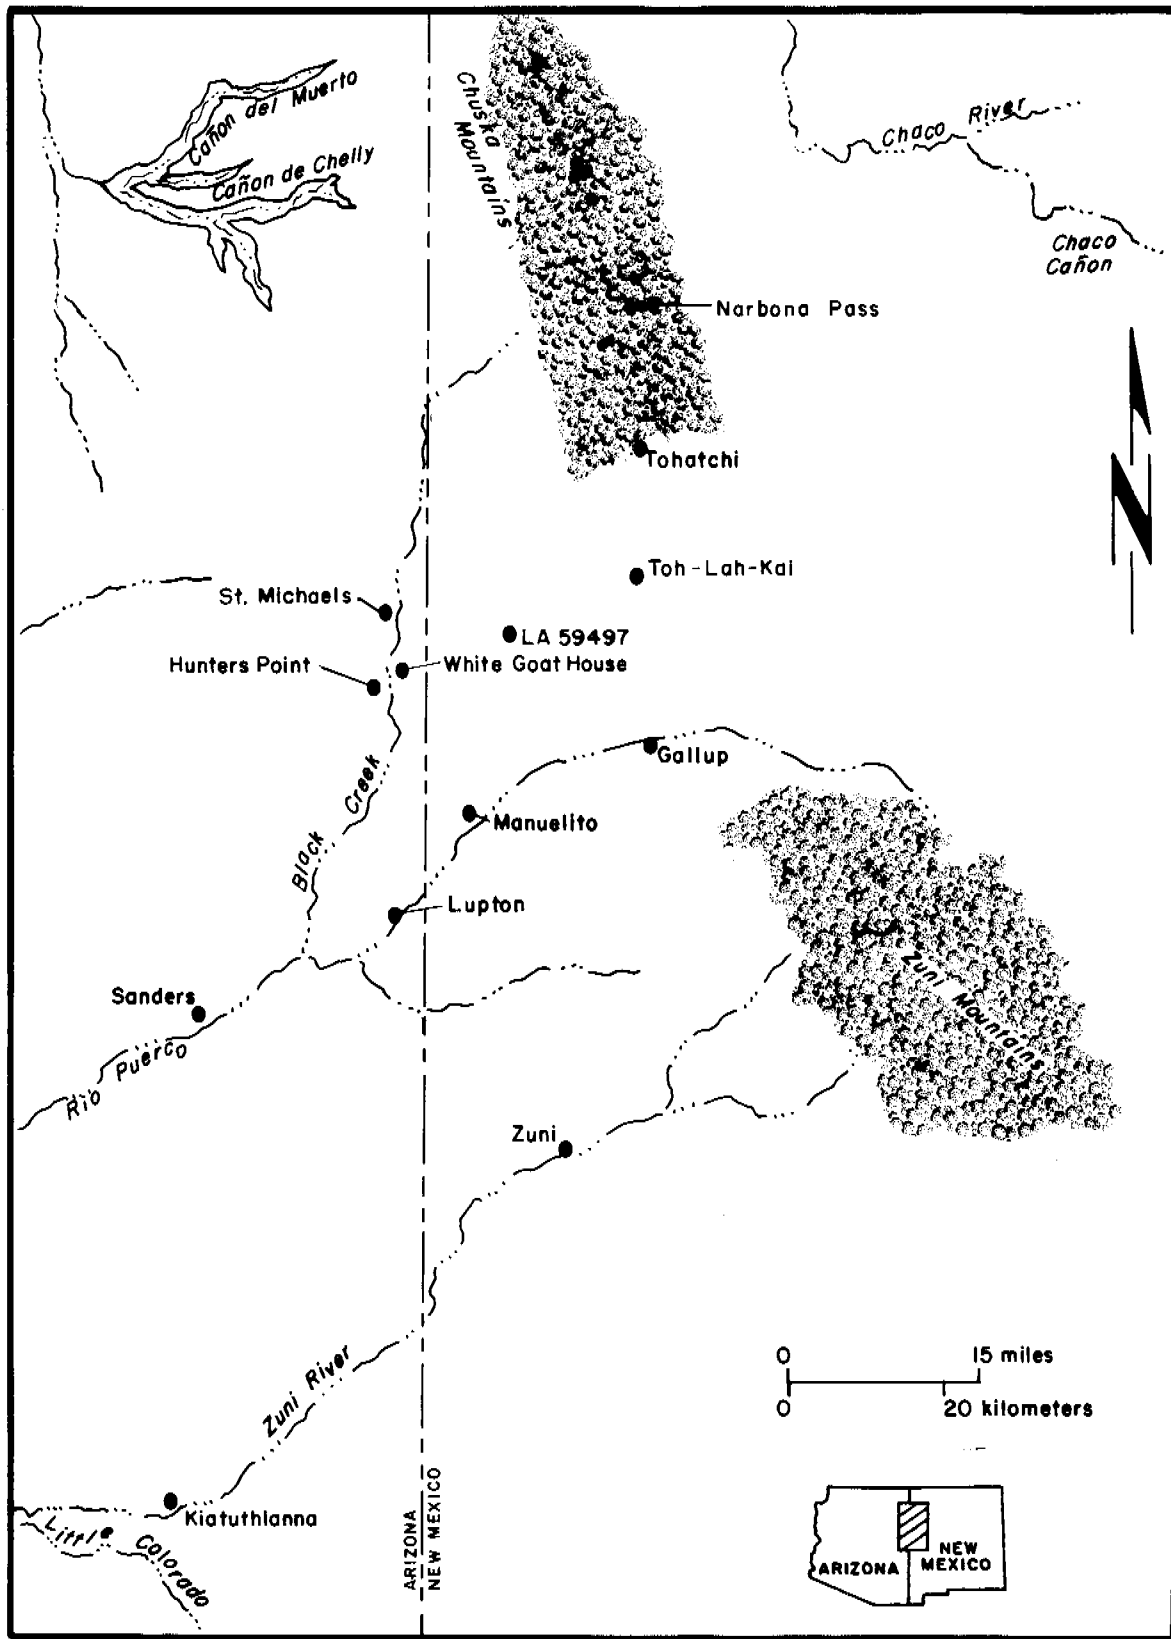 Cañon del Muerto
Cañon de Chelly
Chuska
Mountains
Chaco River
Chaco
Cañon
Narbona Pass
Tohatchi
N
Toh-Lah-Kai
St. Michaels
LA 59497
Hunters Point
White Goat House
Gallup
Black Creek
Manuelito
Lupton
Zuni Mountains
Sanders
Rio Puerco
Zuni
Zuni River
0 15 miles
0 20 kilometers
Kiatuthlanna
Little Colorado
ARIZONA
NEW MEXICO
ARIZONA
NEW
MEXICO